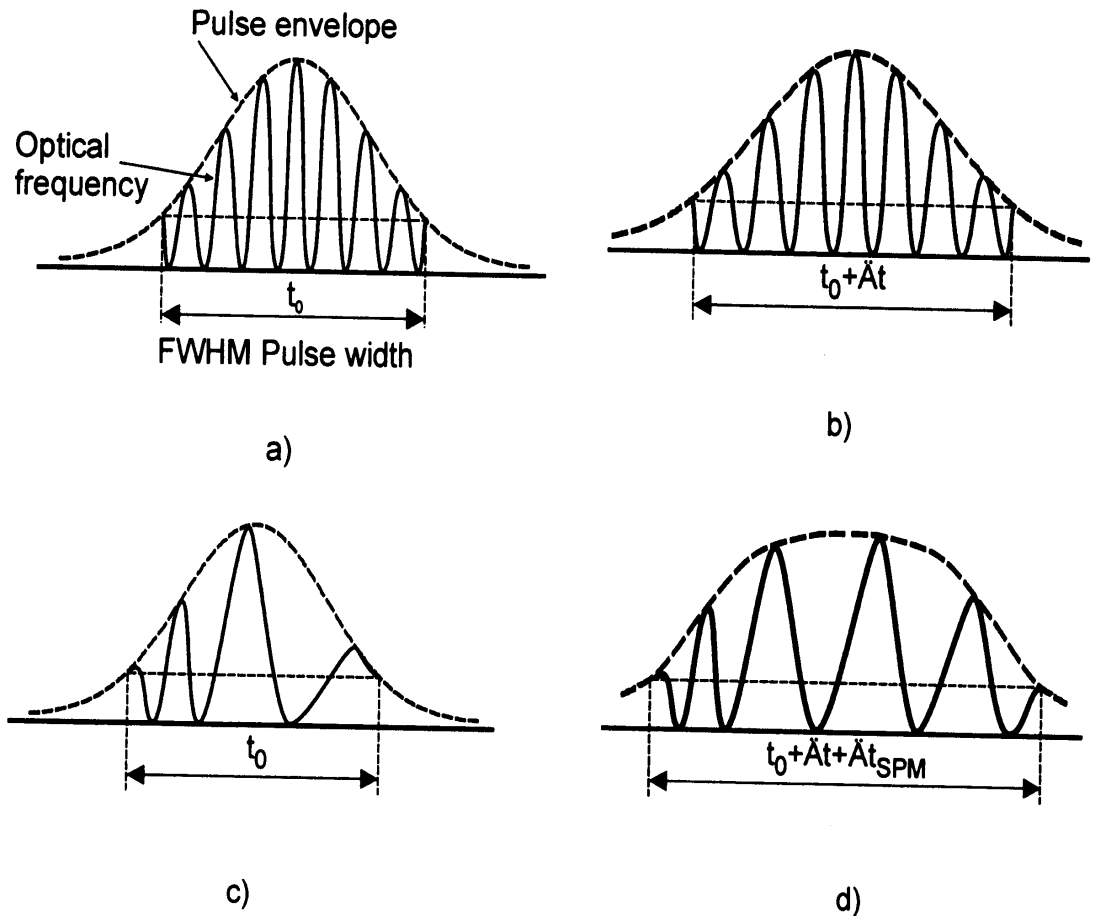 Pulse envelope
Optical
frequency
t₀
FWHM Pulse width
a)
t₀+Ät
b)
t₀
c)
t₀+Ät+ÄtSPM
d)